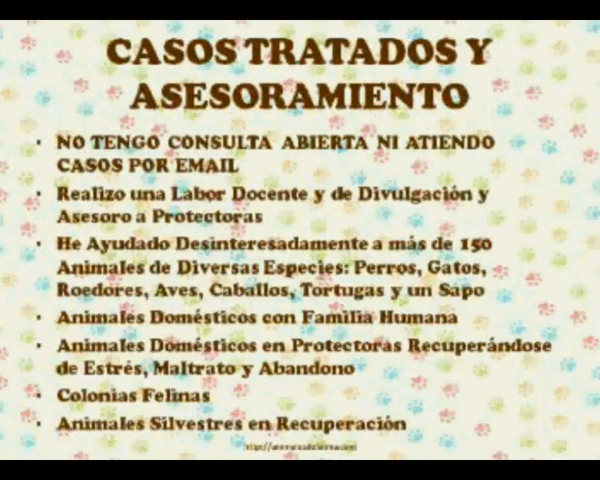 CASOS TRATADOS Y
ASESORAMIENTO
• NO TENGO CONSULTA ABIERTA NI ATIENDO
CASOS POR EMAIL
• Realizo una Labor Docente y de Divulgación y
Asesoro a Protectoras
• He Ayudado Desinteresadamente a más de 150
Animales de Diversas Especies: Perros, Gatos,
Roedores, Aves, Caballos, Tortugas y un Sapo
• Animales Domésticos con Familia Humana
• Animales Domésticos en Protectoras Recuperándose
de Estrés, Maltrato y Abandono
• Colonias Felinas
• Animales Silvestres en Recuperación